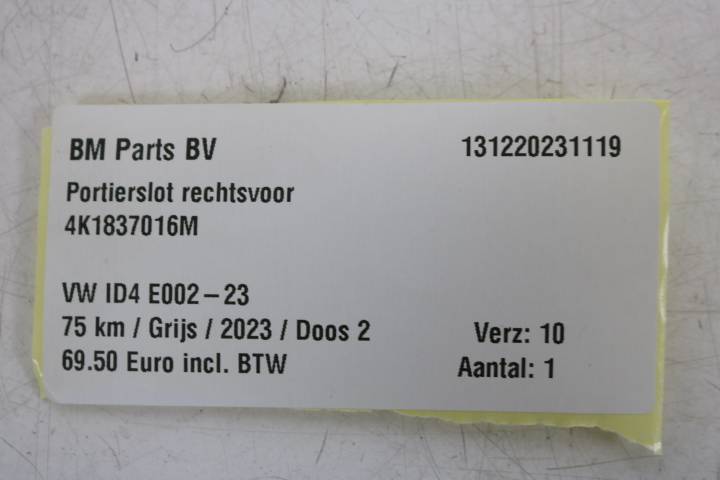 BM Parts BV 131220231119
Portierslot rechtsvoor
4K1837016M
VW ID4 E002-23
75 km / Grijs / 2023 / Doos 2 Verz: 10
69.50 Euro incl. BTW Aantal: 1